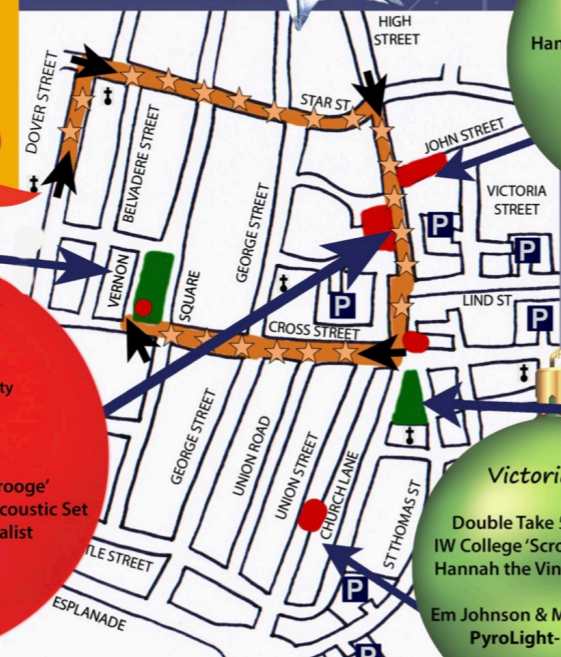 HIGH
STREET
Han
DOVER STREET
STAR ST
JOHN STREET
BELVADERE STREET
VICTORIA
STREET
GEORGE STREET
P
P
VERNON
SQUARE
P
LIND ST
P
CROSS STREET
ty
GEORGE STREET
UNION ROAD
UNION STREET
CHURCH LANE
ST THOMAS ST
rooge’
coustic Set
alist
Victori
Double Take
IW College ‘Scro
Hannah the Vin
TLE STREET
P
Em Johnson & M
PyroLight-
ESPLANADE
P